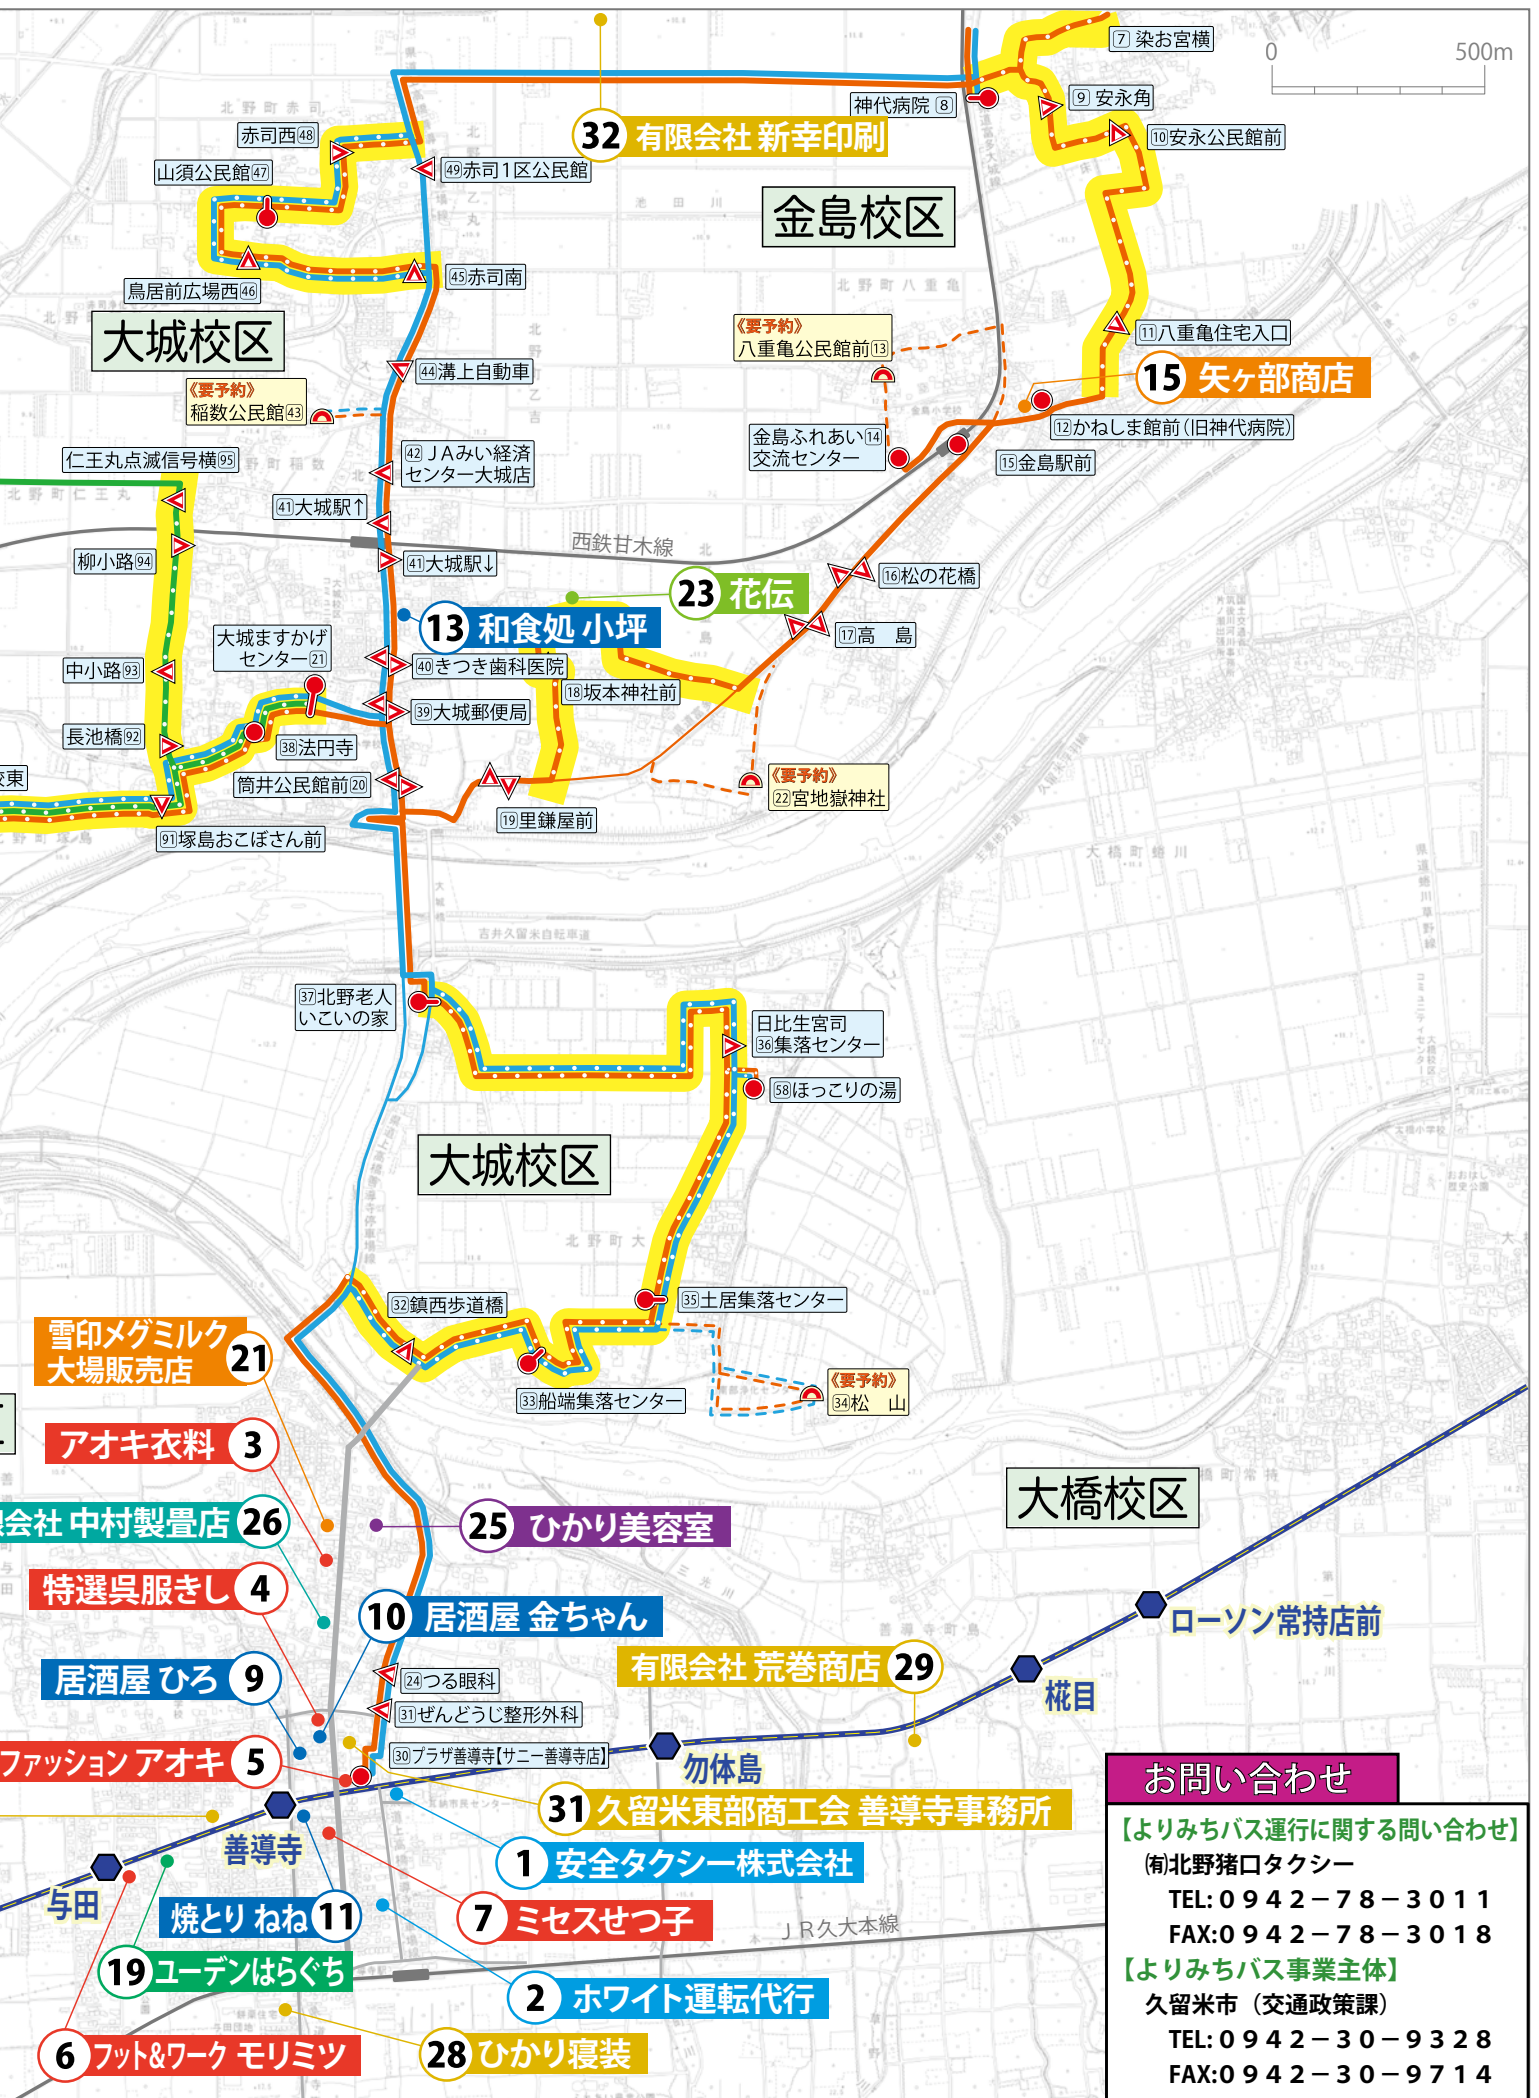 ⑦ 染お宮横
0 500m
神代病院 ⑧
⑨ 安永角
⑩安永公民館前
32 有限会社 新幸印刷
赤司西㊽
山須公民館㊼
㊾赤司1区公民館
金島校区
鳥居前広場西㊻
㊺赤司南
大城校区
《要予約》
八重亀公民館前⑬
⑪八重亀住宅入口
15 矢ヶ部商店
㊹溝上自動車
《要予約》
稲数公民館㊸
⑫かねしま館前(旧神代病院)
金島ふれあい⑭
交流センター
⑮金島駅前
仁王丸点滅信号横95
㊷JAみい経済
センター大城店
㊶大城駅↑
西鉄甘木線
柳小路94
㊶大城駅↓
⑯松の花橋
23 花伝
13 和食処 小坪
⑰高　島
大城ますかげ
センター㉑
中小路93
㊵きつき歯科医院
⑱坂本神社前
㊴大城郵便局
長池橋92
㊳法円寺
校東
筒井公民館前⑳
《要予約》
㉒宮地嶽神社
⑲里鎌屋前
91塚島おこぼさん前
大橋町蜷川
吉井久留米自転車道
㊲北野老人
いこいの家
日比生宮司
㊱集落センター
58ほっこりの湯
大城校区
北野町大
㉟土居集落センター
㉜鎮西歩道橋
雪印メグミルク
大場販売店 21
《要予約》
㉞松　山
㉝船端集落センター
アオキ衣料 3
大橋校区
限会社 中村製畳店 26
25 ひかり美容室
特選呉服きし 4
10 居酒屋 金ちゃん
ローソン常持店前
有限会社 荒巻商店 29
居酒屋 ひろ 9
㉔つる眼科
椛目
㉛ぜんどうじ整形外科
ファッション アオキ 5
㉚プラザ善導寺【サニー善導寺店】
勿体島
31 久留米東部商工会 善導寺事務所
善導寺
1 安全タクシー株式会社
与田
焼とり ねね 11
7 ミセスせつ子
JR久大本線
19 ユーデンはらぐち
2 ホワイト運転代行
6 フット&ワーク モリミツ
28 ひかり寝装
お問い合わせ
【よりみちバス運行に関する問い合わせ】
㈲北野猪口タクシー
TEL:０９４２－７８－３０１１
FAX:０９４２－７８－３０１８
【よりみちバス事業主体】
久留米市（交通政策課）
TEL:０９４２－３０－９３２８
FAX:０９４２－３０－９７１４